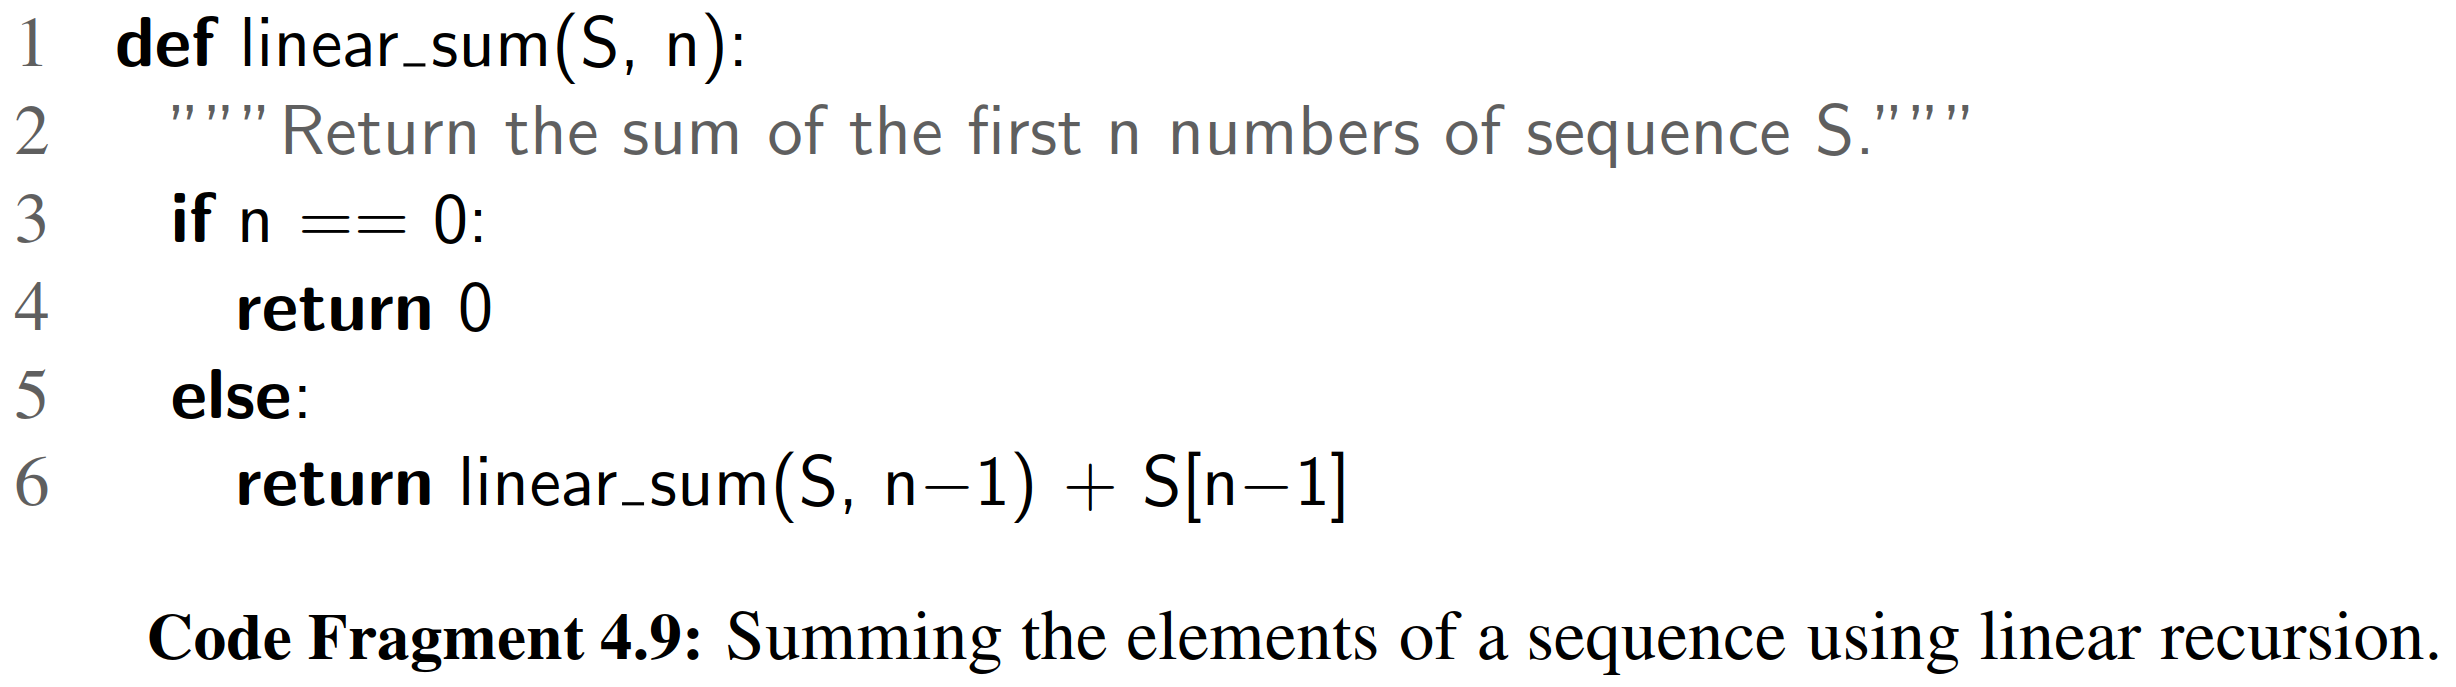 1 def linear_sum(S, n):
2 """Return the sum of the first n numbers of sequence S."""
3 if n == 0:
4 return 0
5 else:
6 return linear_sum(S, n−1) + S[n−1]
Code Fragment 4.9: Summing the elements of a sequence using linear recursion.